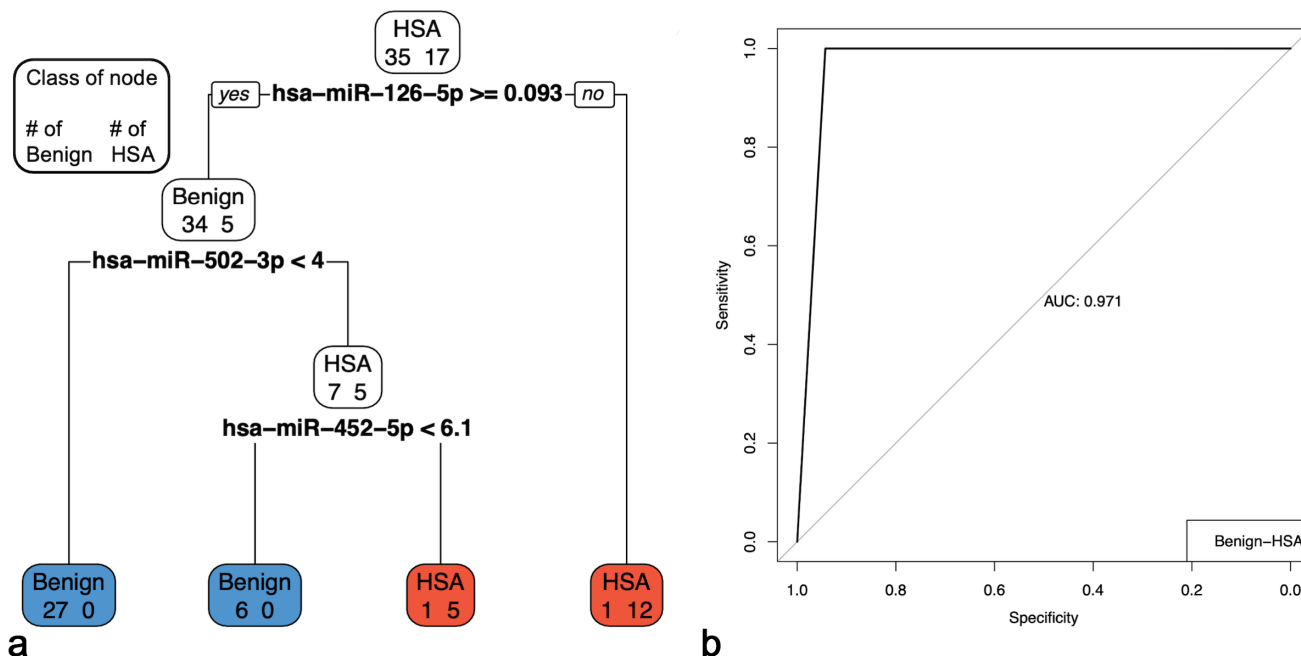 HSA
35 17
Class of node
# of # of
Benign HSA
yes hsa−miR−126−5p >= 0.093 no
Benign
34 5
hsa−miR−502−3p < 4
HSA
7 5
hsa−miR−452−5p < 6.1
Benign
27 0
Benign
6 0
HSA
1 5
HSA
1 12
a
Sensitivity
1.0
0.8
0.6
0.4
0.2
0.0
AUC: 0.971
Benign−HSA
1.0 0.8 0.6 0.4 0.2 0.0
Specificity
b